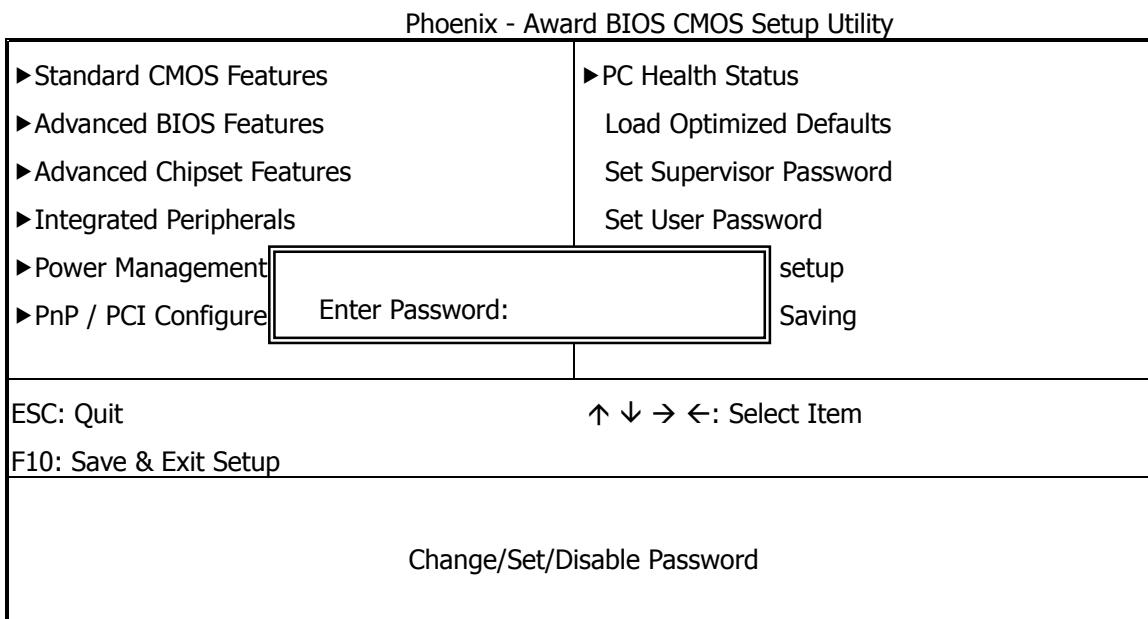 Phoenix - Award BIOS CMOS Setup Utility
▶Standard CMOS Features
▶Advanced BIOS Features
▶Advanced Chipset Features
▶Integrated Peripherals
▶Power Management
▶PnP / PCI Configure
▶PC Health Status
Load Optimized Defaults
Set Supervisor Password
Set User Password
setup
Saving
Enter Password:
ESC: Quit
↑ ↓ → ←: Select Item
F10: Save & Exit Setup
Change/Set/Disable Password